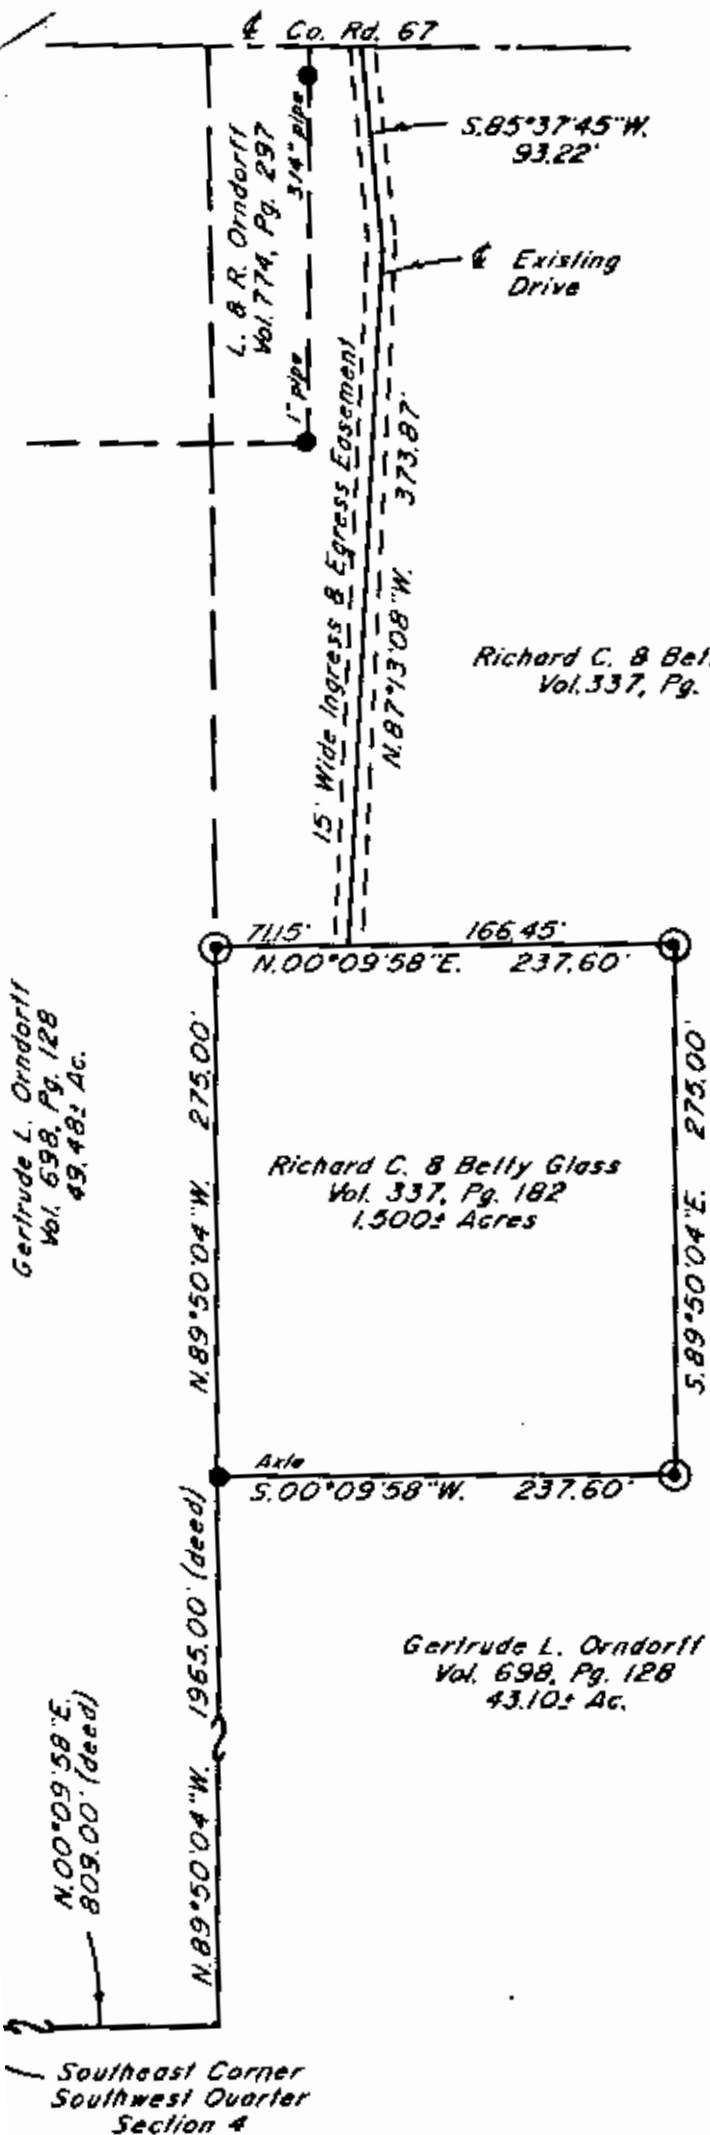 ℄ Co. Rd. 67
S.85°37'45"W.
93.22'
L. & R. Orndorff
Vol.774, Pg. 297
3/4" pipe
1" pipe
℄ Existing
Drive
15' Wide Ingress & Egress Easement
N.87°13'08"W. 373.87'
Richard C. & Bet
Vol.337, Pg.
71.15' 166.45'
N.00°09'58"E. 237.60'
Gertrude L. Orndorff
Vol. 698, Pg. 128
49.48± Ac.
N.89°50'04"W. 275.00'
Richard C. & Betty Glass
Vol. 337, Pg. 182
1.500± Acres
S.89°50'04"E. 275.00'
Axle
S.00°09'58"W. 237.60'
N.89°50'04"W. 1965.00' (deed)
Gertrude L. Orndorff
Vol. 698, Pg. 128
43.10± Ac.
N.00°09'58"E.
809.00' (deed)
Southeast Corner
Southwest Quarter
Section 4